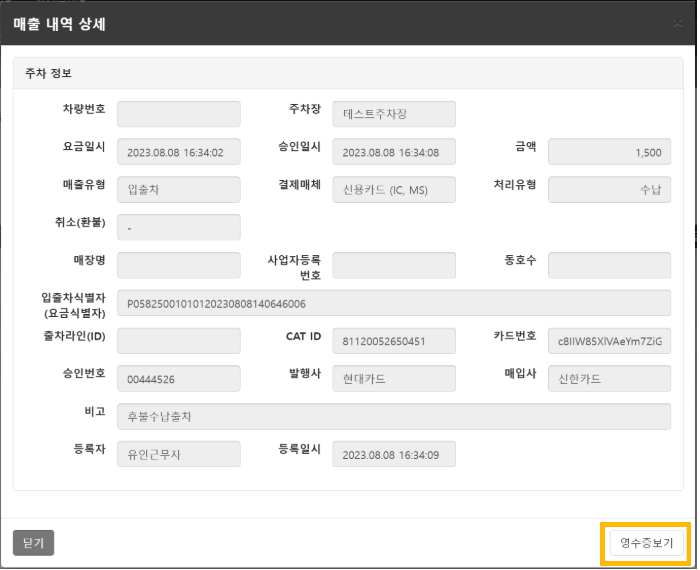 매출 내역 상세 ×
주차 정보
차량번호 주차장 테스트주차장
요금일시 2023.08.08 16:34:02 승인일시 2023.08.08 16:34:08 금액 1,500
매출유형 입출차 결제매체 신용카드 (IC, MS) 처리유형 수납
취소(환불) -
매장명 사업자등록 동호수
번호
입출차식별자 P05825001010120230808140646006
(요금식별자)
출차라인(ID) CAT ID 81120052650451 카드번호 c8IIW85XlVAeYm7ZiG
승인번호 00444526 발행사 현대카드 매입사 신한카드
비고 후불수납출차
등록자 유인근무자 등록일시 2023.08.08 16:34:09
닫기 영수증보기